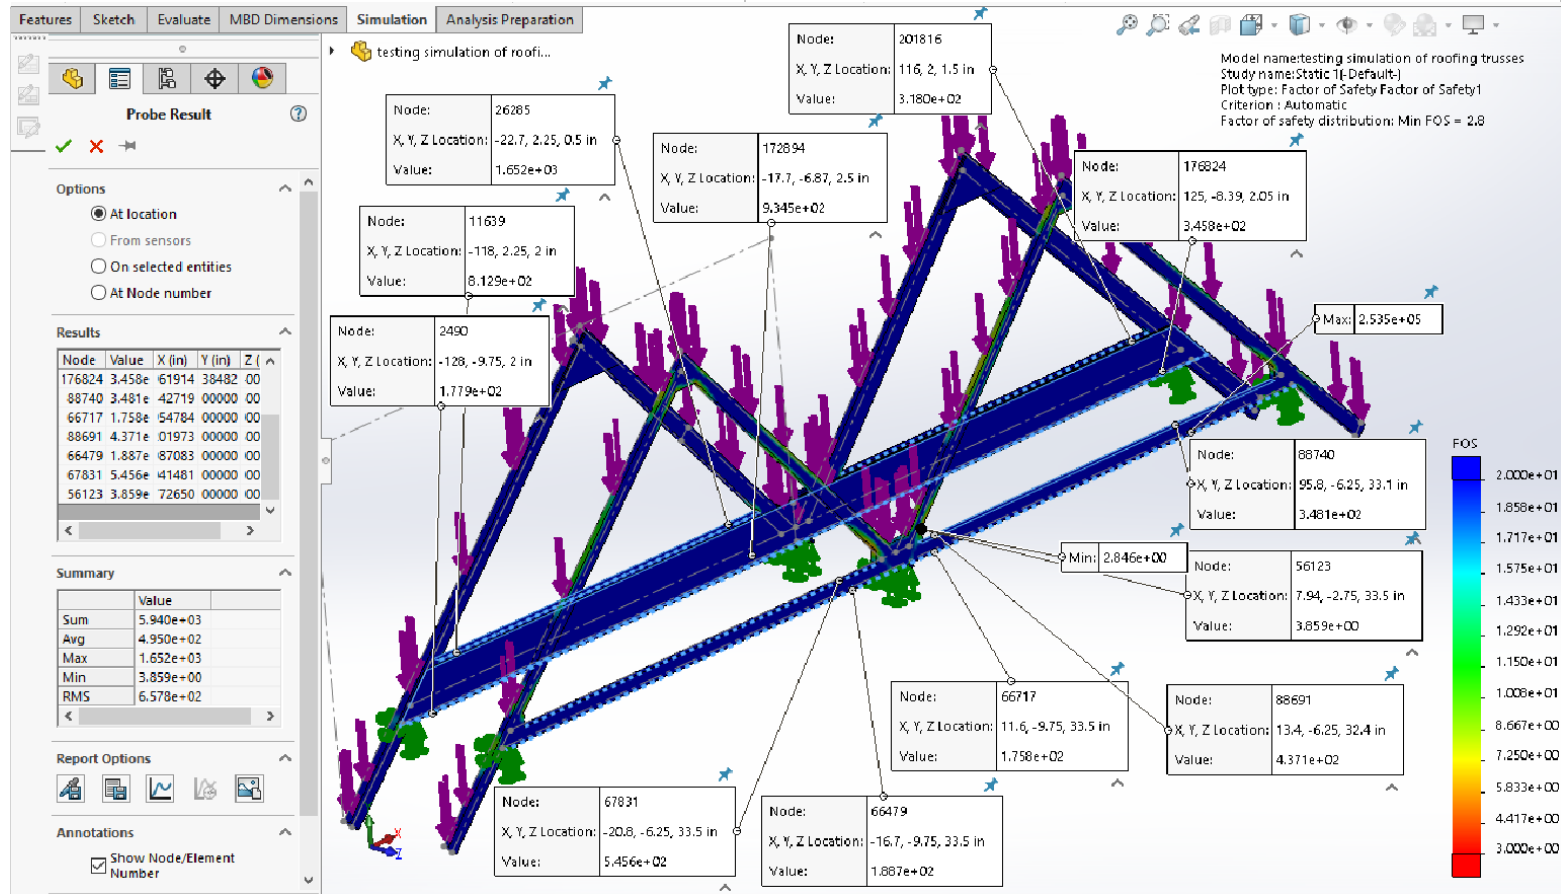 Features Sketch Evaluate MBD Dimensions Simulation Analysis Preparation
testing simulation of roofi...
Probe Result
Options
At location
From sensors
On selected entities
At Node number
Results
Node Value X (in) Y (in) Z (
176824 3.458e 61914 38482 00
88740 3.481e 42719 00000 00
66717 1.758e 54784 00000 00
88691 4.371e 01973 00000 00
66479 1.887e 87083 00000 00
67831 5.456e 41481 00000 00
56123 3.859e 72650 00000 00
Summary
Value
Sum 5.940e+03
Avg 4.950e+02
Max 1.652e+03
Min 3.859e+00
RMS 6.578e+02
Report Options
Annotations
Show Node/Element
Number
Model name:testing simulation of roofing trusses
Study name:Static 1(-Default-)
Plot type: Factor of Safety Factor of Safety1
Criterion : Automatic
Factor of safety distribution: Min FOS = 2.8
Node: 201816
X, Y, Z Location: 116, 2, 1.5 in
Value: 3.180e+02
Node: 26285
X, Y, Z Location: -22.7, 2.25, 0.5 in
Value: 1.652e+03
Node: 172894
X, Y, Z Location: -17.7, -6.87, 2.5 in
Value: 9.345e+02
Node: 176824
X, Y, Z Location: 125, -8.39, 2.05 in
Value: 3.458e+02
Node: 11639
X, Y, Z Location: -118, 2.25, 2 in
Value: 8.129e+02
Node: 2490
X, Y, Z Location: -128, -9.75, 2 in
Value: 1.779e+02
Max: 2.535e+05
Node: 88740
X, Y, Z Location: 95.8, -6.25, 33.1 in
Value: 3.481e+02
Min: 2.846e+00
Node: 56123
X, Y, Z Location: 7.94, -2.75, 33.5 in
Value: 3.859e+00
Node: 66717
X, Y, Z Location: 11.6, -9.75, 33.5 in
Value: 1.758e+02
Node: 88691
X, Y, Z Location: 13.4, -6.25, 32.4 in
Value: 4.371e+02
Node: 67831
X, Y, Z Location: -20.8, -6.25, 33.5 in
Value: 5.456e+02
Node: 66479
X, Y, Z Location: -16.7, -9.75, 33.5 in
Value: 1.887e+02
FOS
2.000e+01
1.858e+01
1.717e+01
1.575e+01
1.433e+01
1.292e+01
1.150e+01
1.008e+01
8.667e+00
7.250e+00
5.833e+00
4.417e+00
3.000e+00
X
Z